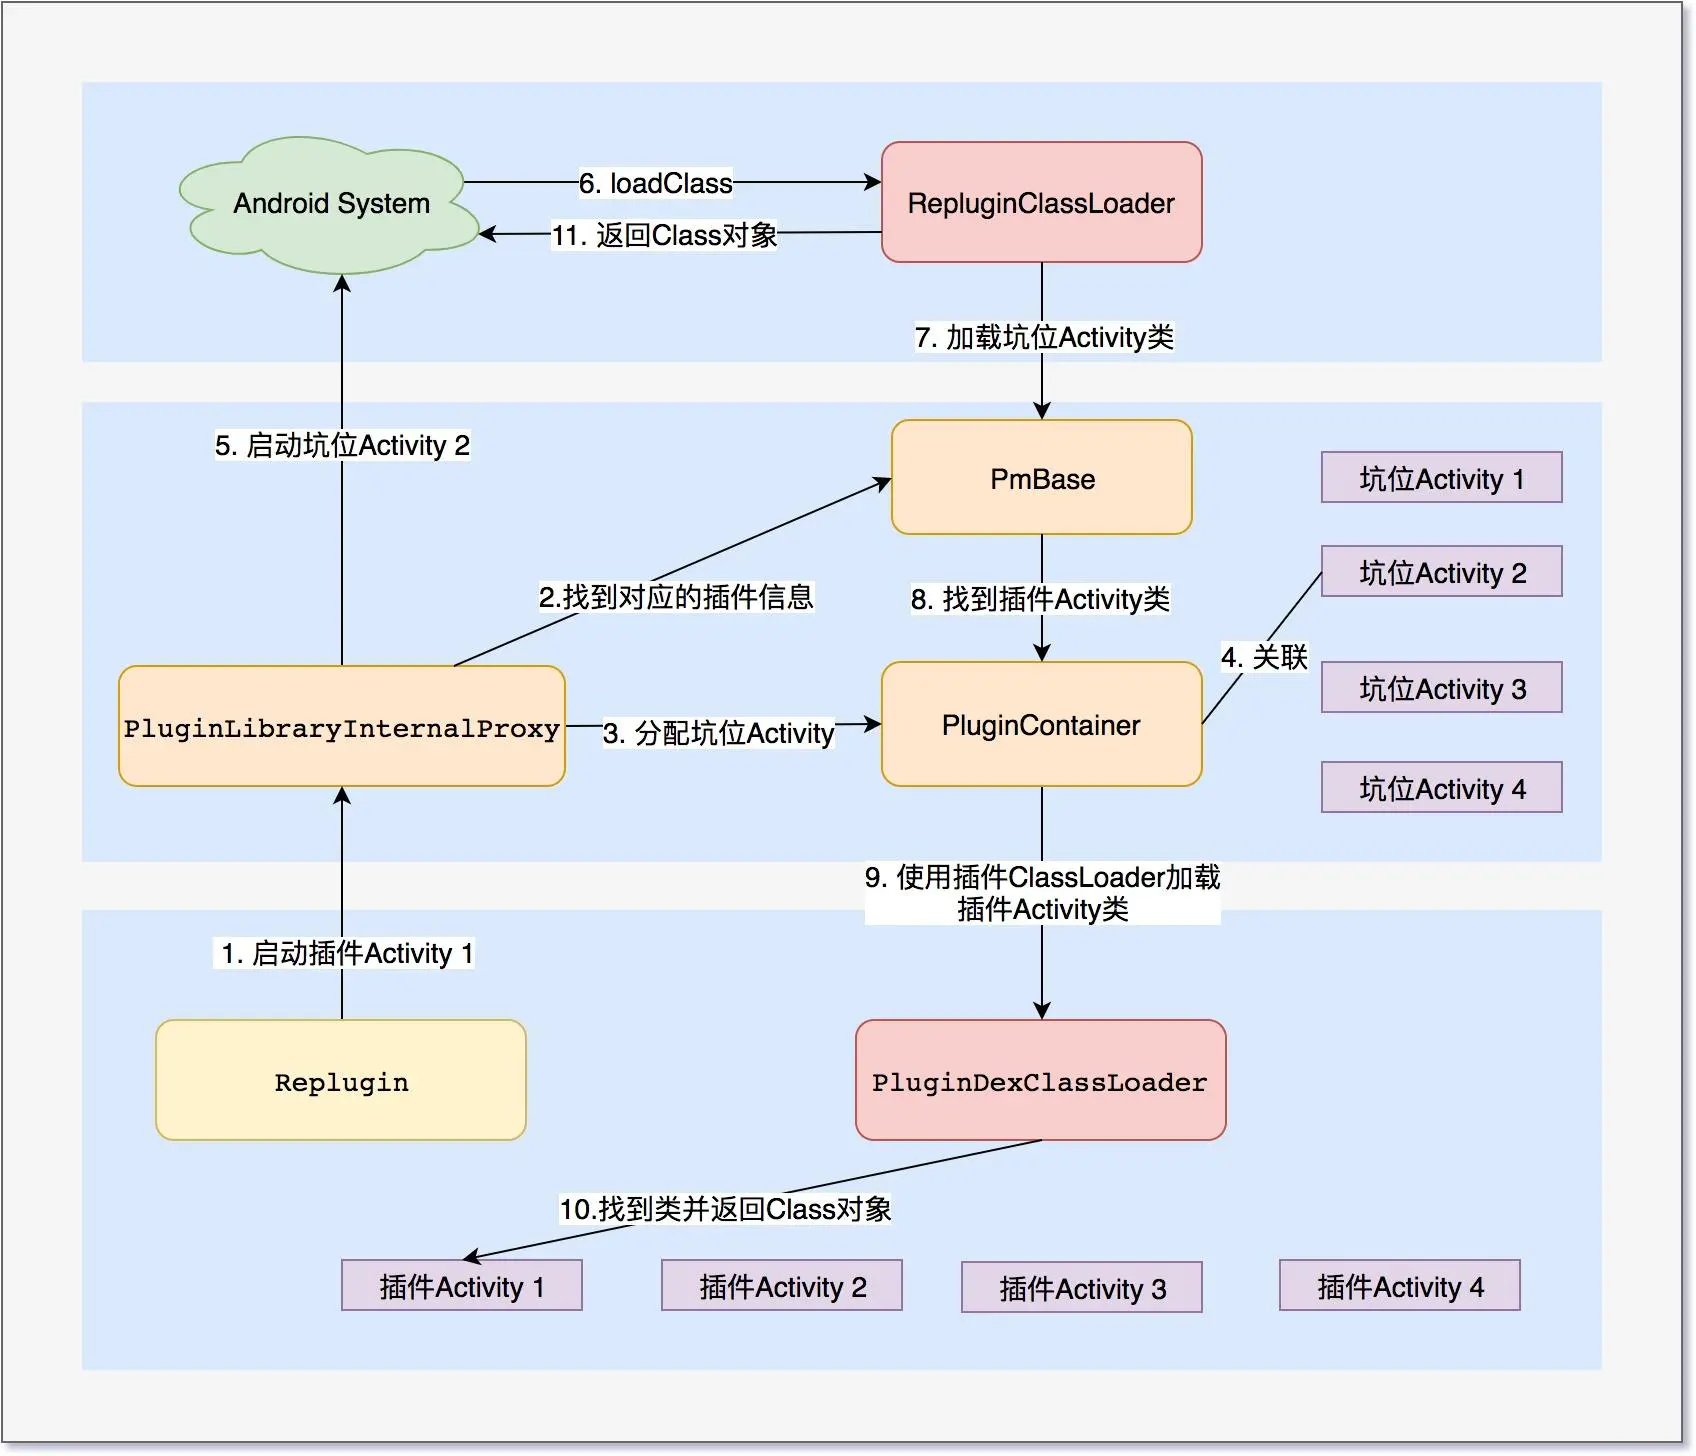 Android System
6. loadClass
RepluginClassLoader
11. 返回Class对象
7. 加载坑位Activity类
5. 启动坑位Activity 2
PmBase
坑位Activity 1
坑位Activity 2
2.找到对应的插件信息
8. 找到插件Activity类
4. 关联
坑位Activity 3
PluginLibraryInternalProxy
3. 分配坑位Activity
PluginContainer
坑位Activity 4
9. 使用插件ClassLoader加载
插件Activity类
1. 启动插件Activity 1
Replugin
PluginDexClassLoader
10.找到类并返回Class对象
插件Activity 1
插件Activity 2
插件Activity 3
插件Activity 4